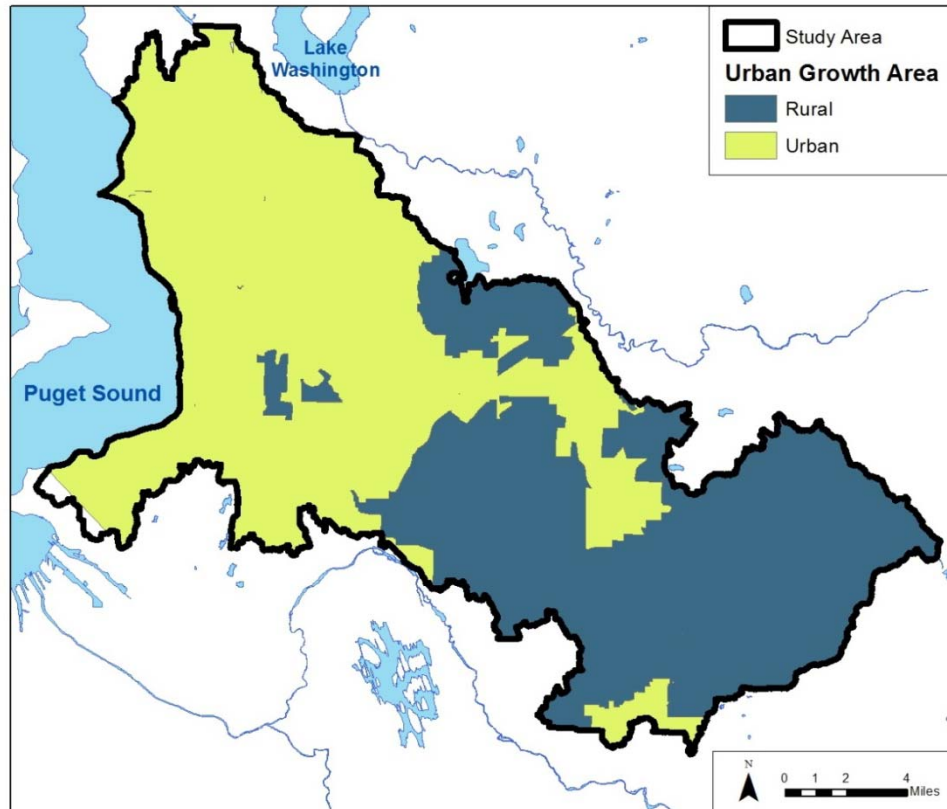 Lake
Washington
Study Area
Urban Growth Area
Rural
Urban
Puget Sound
N
0 1 2 4
Miles